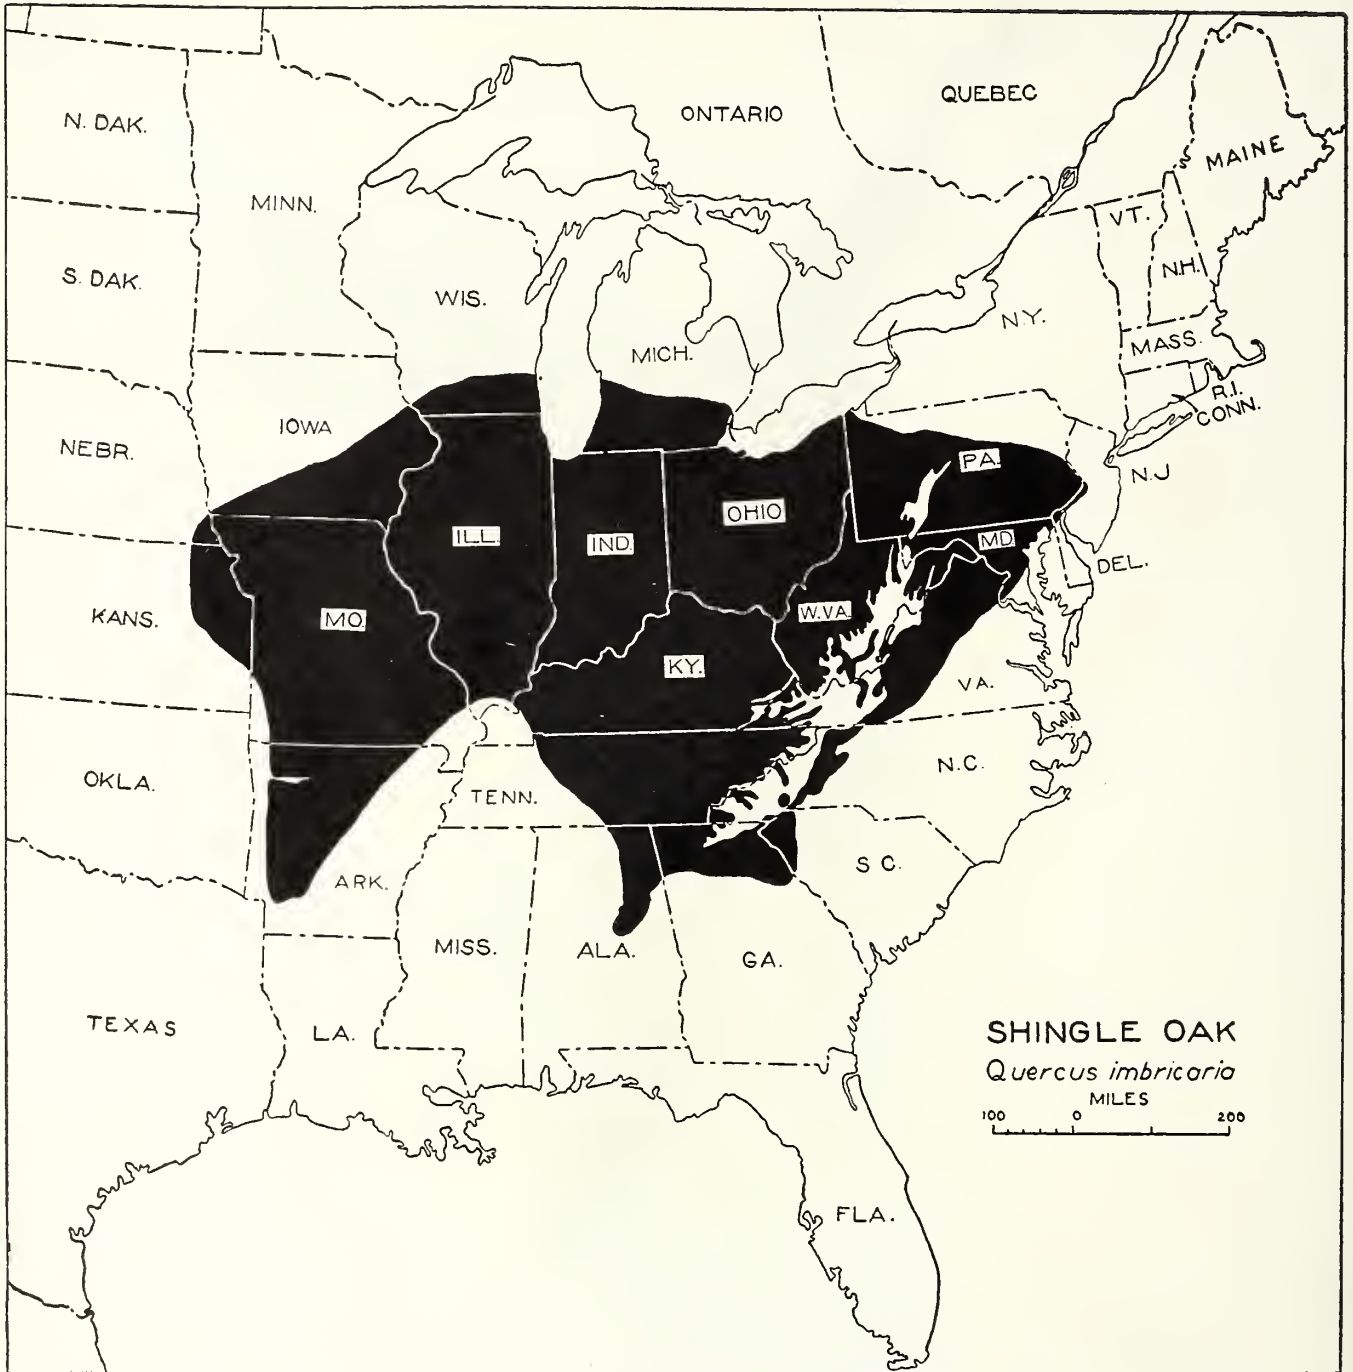 QUEBEC
ONTARIO
N. DAK.
MAINE
MINN.
VT.
N.H.
S. DAK.
WIS.
N.Y.
MASS.
MICH.
R.I.
CONN.
IOWA
NEBR.
PA.
N.J
OHIO
ILL.
IND.
MD.
DEL.
KANS.
MO.
W.VA.
KY.
VA.
N.C.
OKLA.
TENN.
S C.
ARK.
MISS.
ALA.
GA.
TEXAS
LA.
SHINGLE OAK
Quercus imbricaria
MILES
100 0 200
FLA.